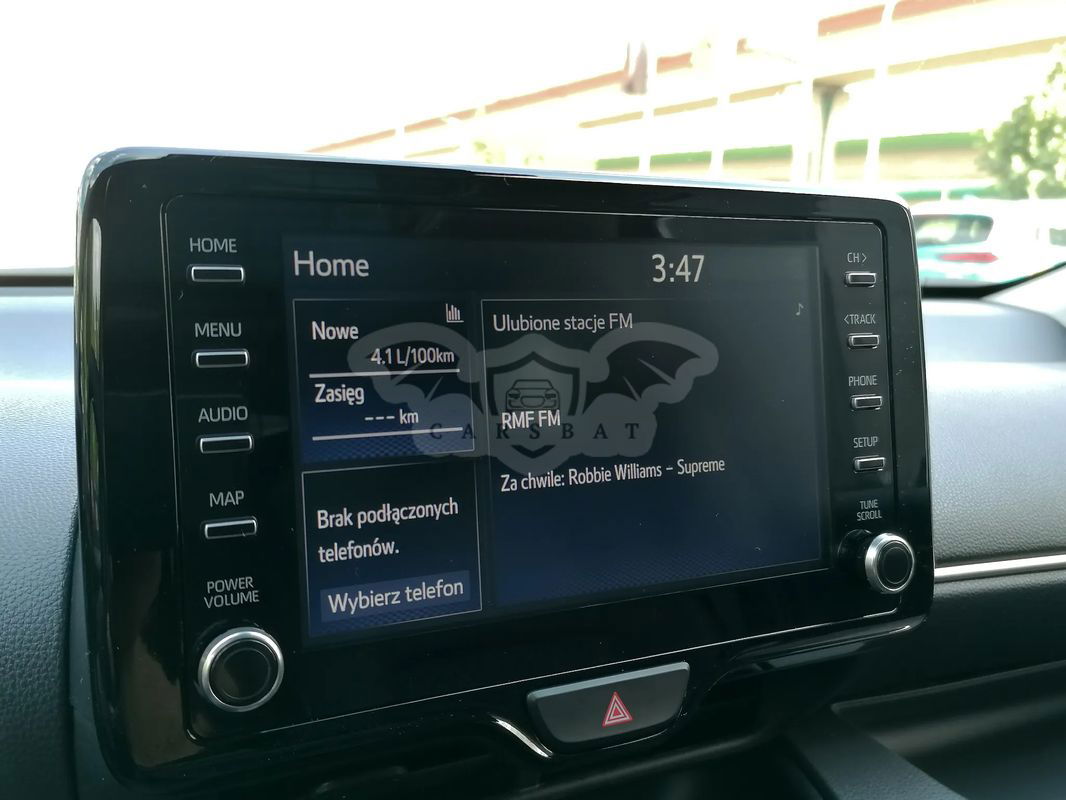 HOME
MENU
AUDIO
MAP
POWER
VOLUME
Home
3:47
Nowe
4.1 L/100km
Zasięg
--- km
Brak podłączonych
telefonów.
Wybierz telefon
Ulubione stacje FM
RMF FM
Za chwile: Robbie Williams - Supreme
CARSBAT
CH >
< TRACK
PHONE
SETUP
TUNE
SCROLL